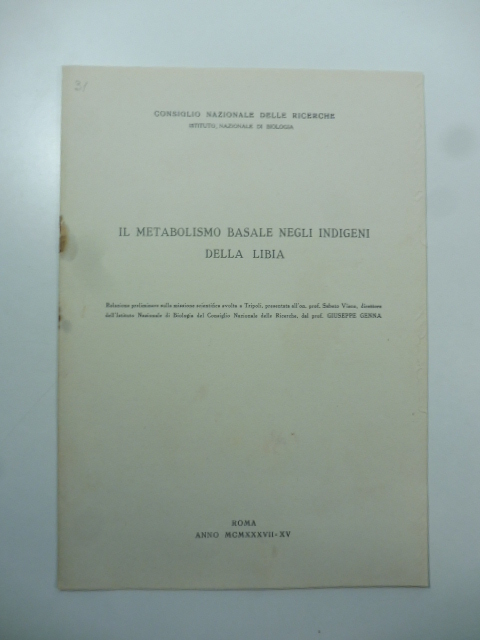 21
CONSIGLIO NAZIONALE DELLE RICERCHE
ISTITUTO NAZIONALE DI BIOLOGIA
IL METABOLISMO BASALE NEGLI INDIGENI
DELLA LIBIA
Relazione preliminare sulla missione scientifica svolta a Tripoli, presentata all'on. prof. Sabato Visco, direttore
dell'Istituto Nazionale di Biologia del Consiglio Nazionale delle Ricerche, dal prof. GIUSEPPE GENNA
ROMA
ANNO MCMXXXVII-XV